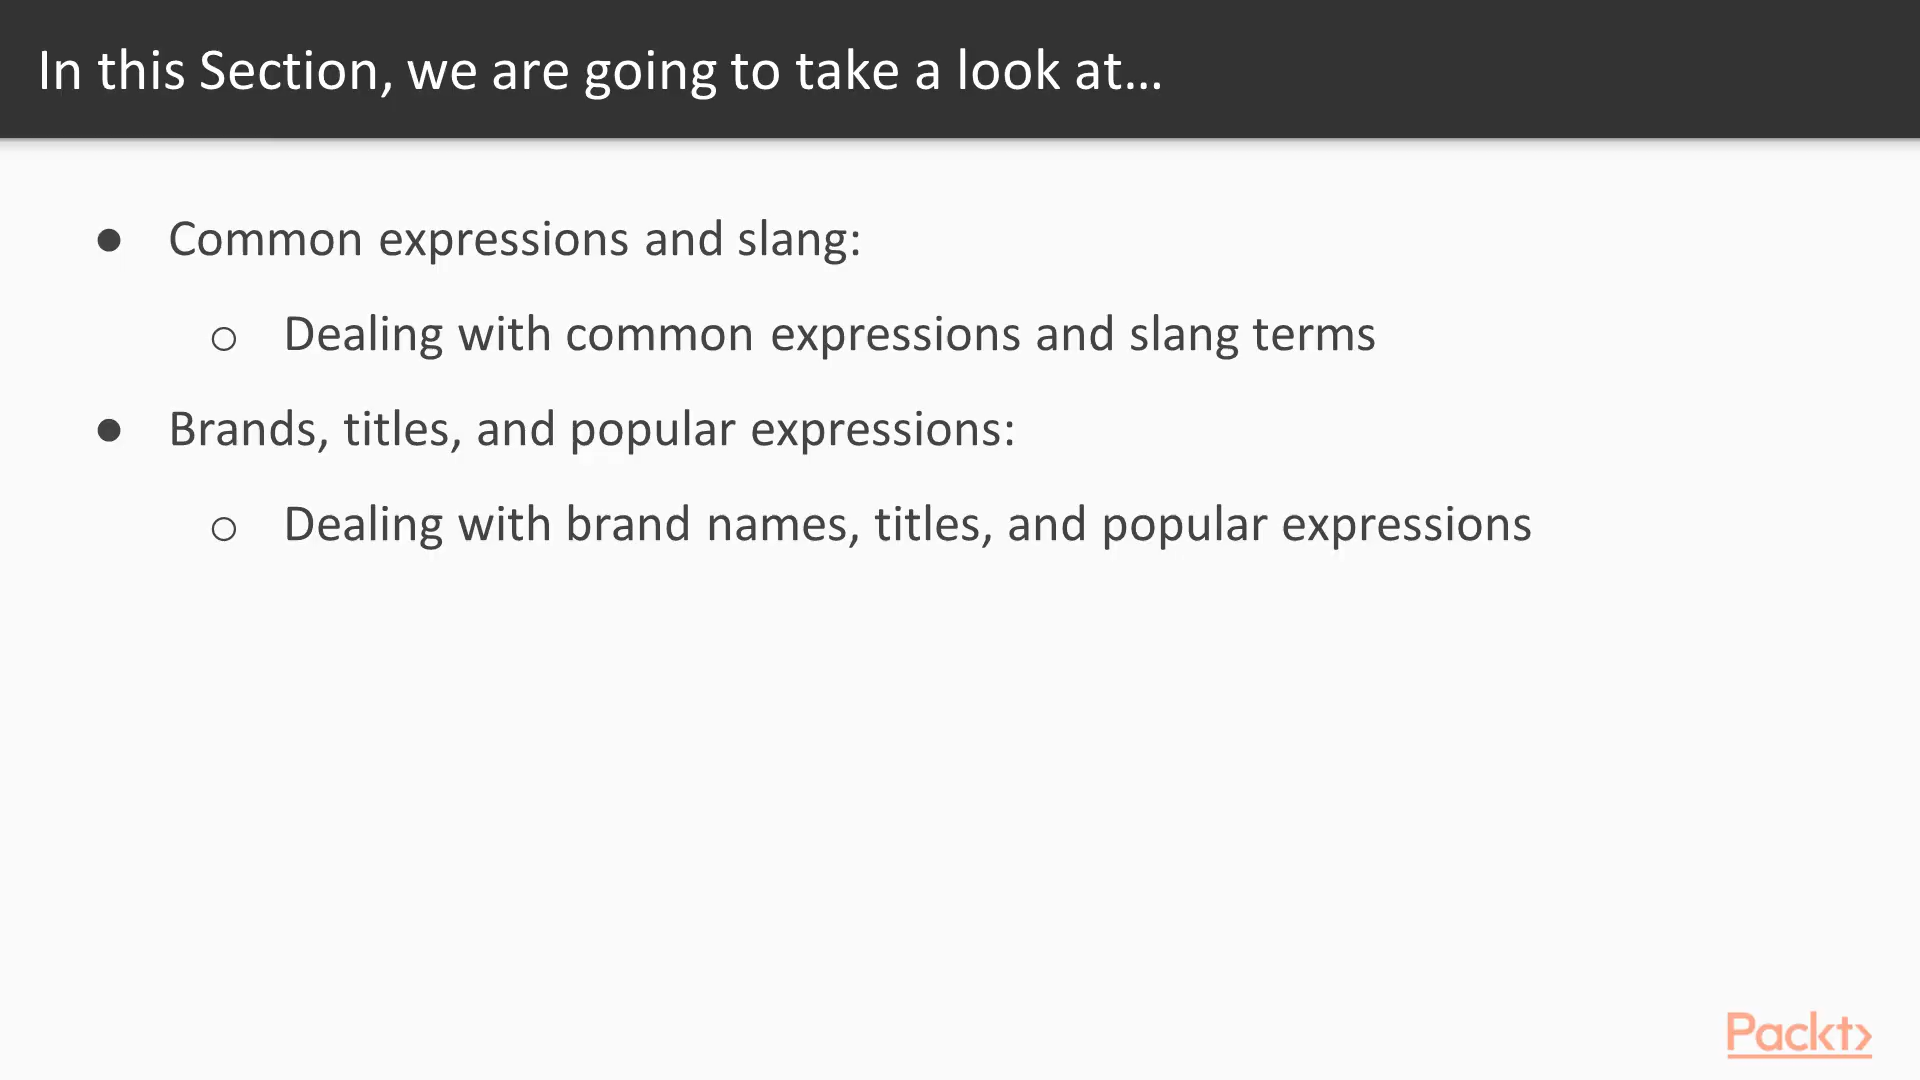 In this Section, we are going to take a look at...
● Common expressions and slang:
○ Dealing with common expressions and slang terms
● Brands, titles, and popular expressions:
○ Dealing with brand names, titles, and popular expressions
Packt>